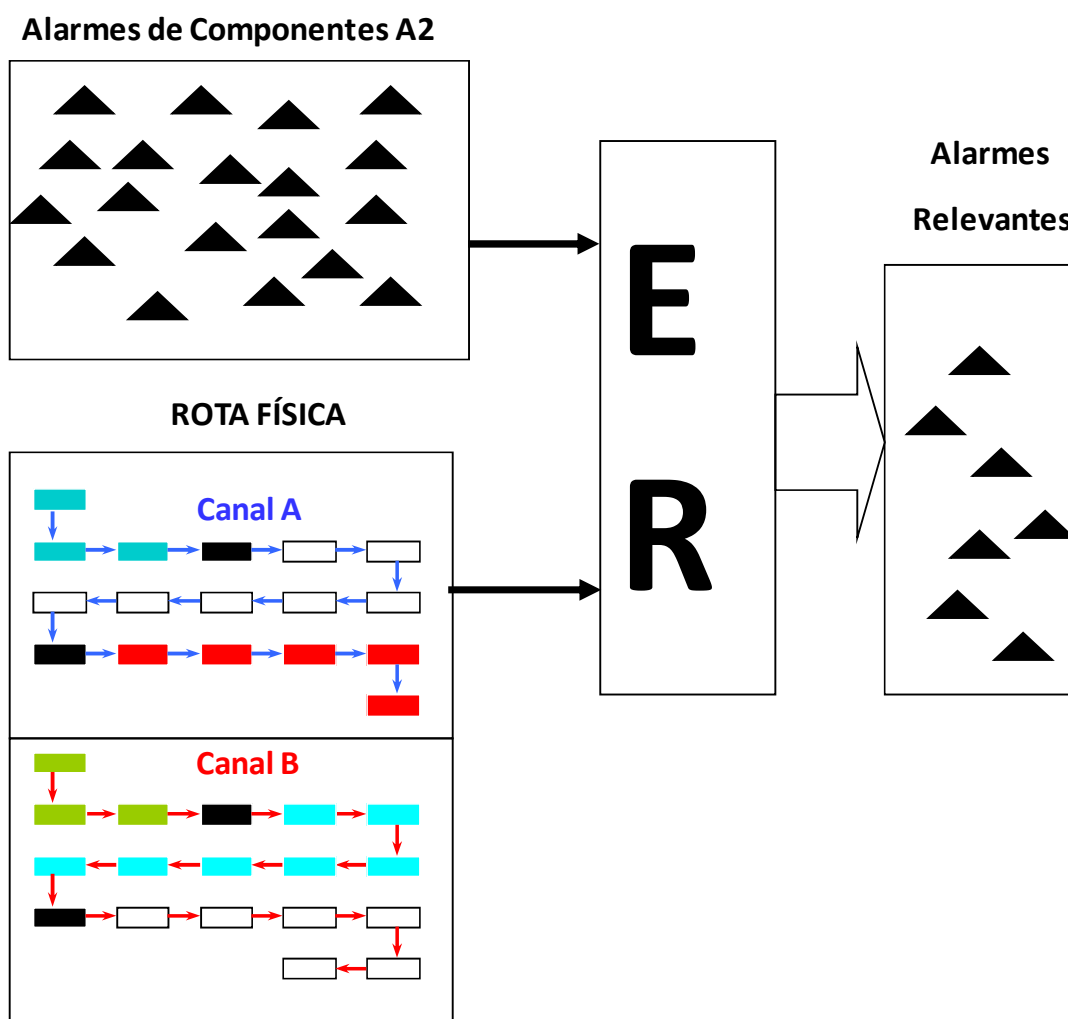 Alarmes de Componentes A2
ROTA FÍSICA
Canal A
Canal B
E
R
Alarmes
Relevantes